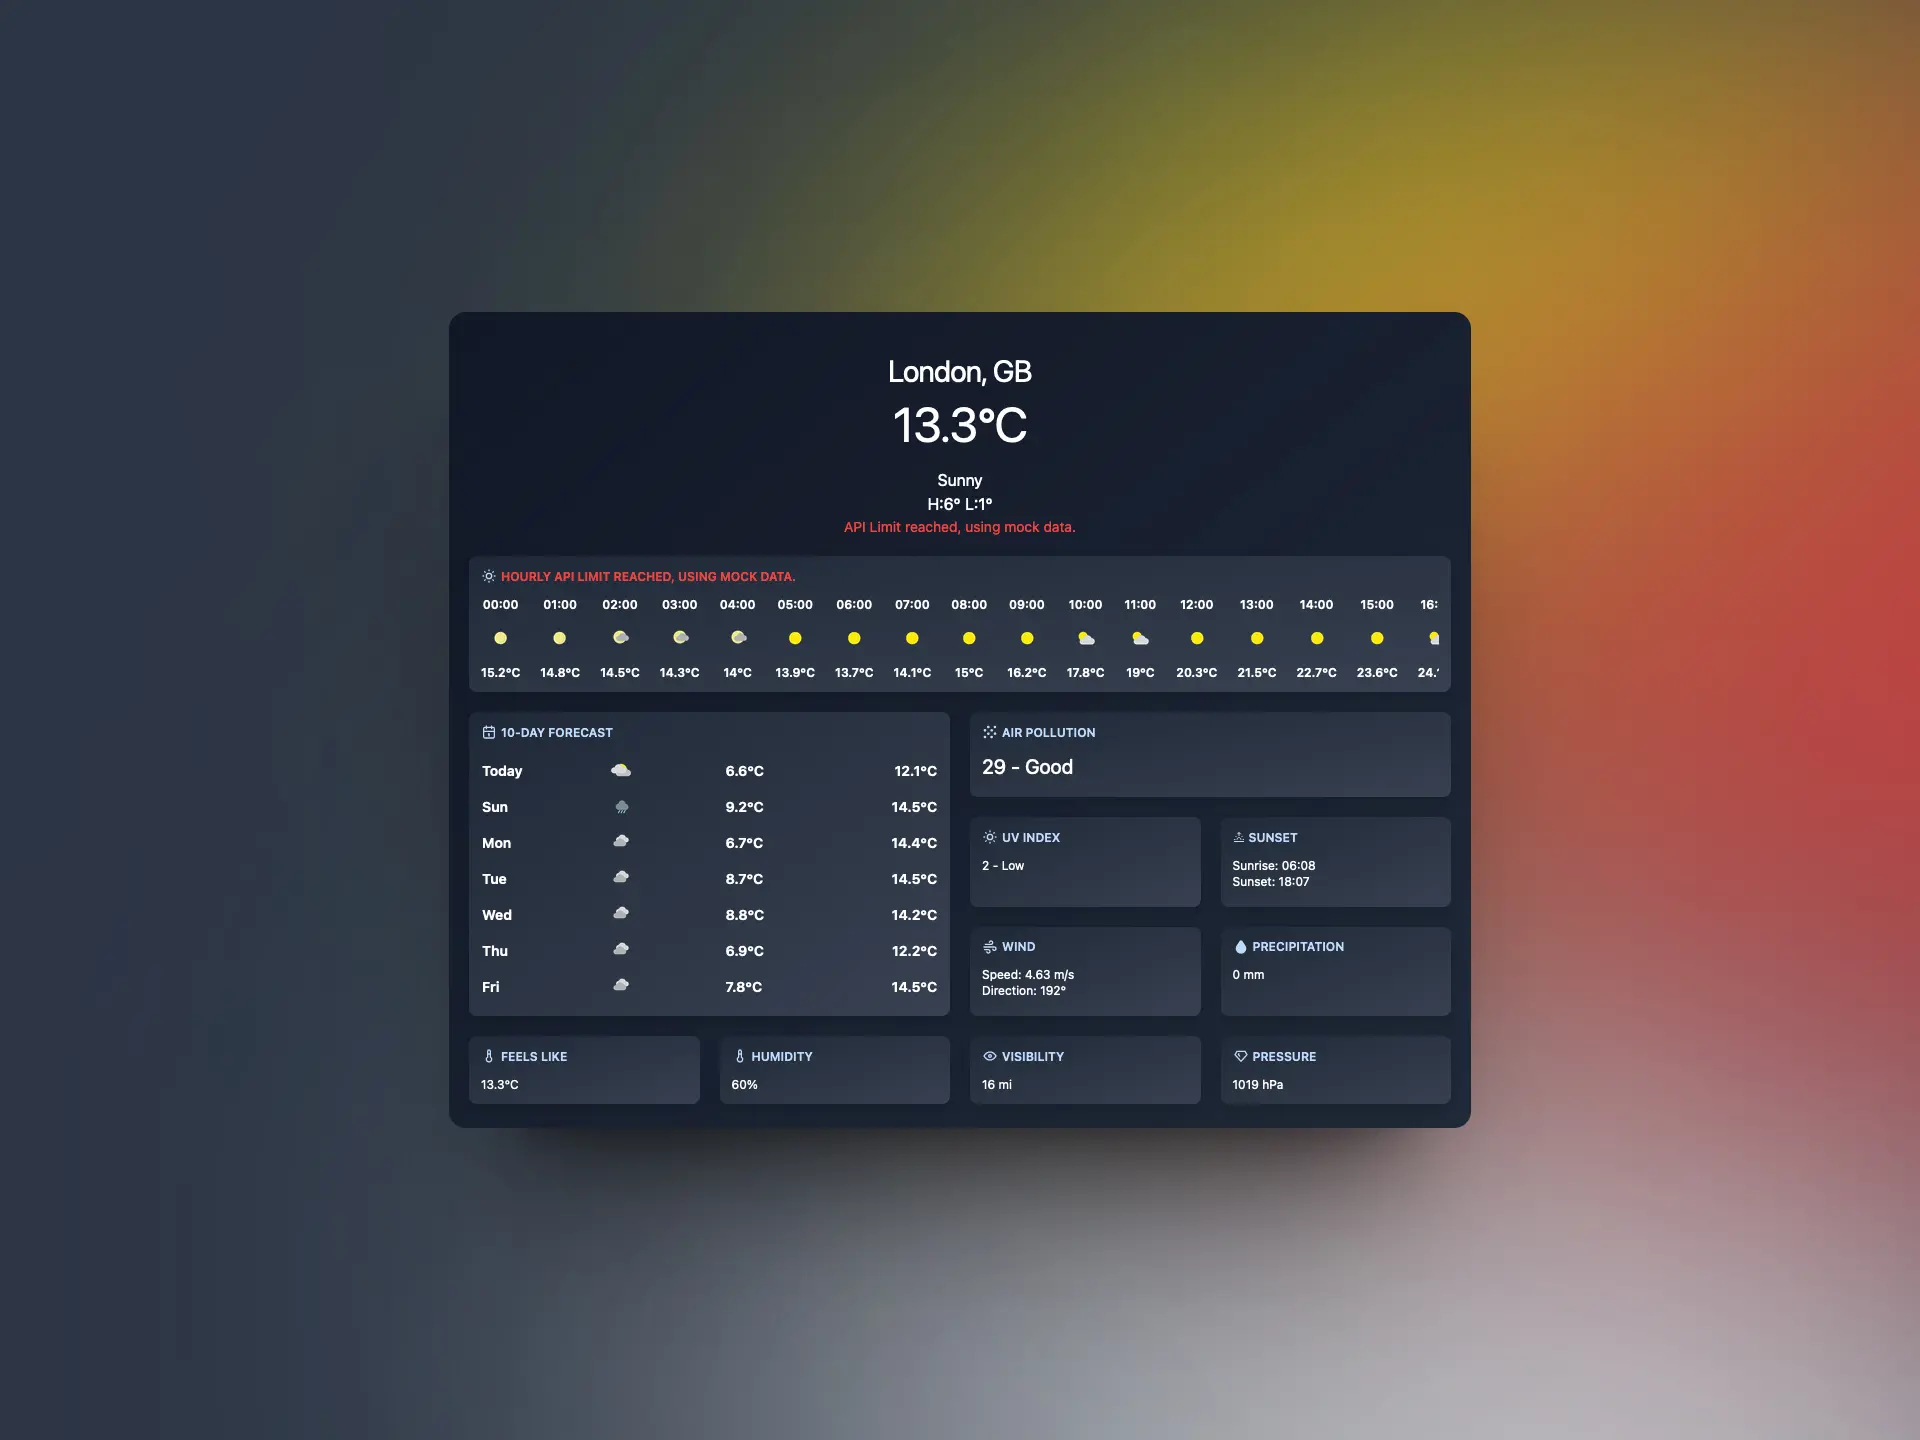 London, GB
13.3°C
Sunny
H:6° L:1°
API Limit reached, using mock data.
HOURLY API LIMIT REACHED, USING MOCK DATA.
00:00 01:00 02:00 03:00 04:00 05:00 06:00 07:00 08:00 09:00 10:00 11:00 12:00 13:00 14:00 15:00 16:
15.2°C 14.8°C 14.5°C 14.3°C 14°C 13.9°C 13.7°C 14.1°C 15°C 16.2°C 17.8°C 19°C 20.3°C 21.5°C 22.7°C 23.6°C 24.
10-DAY FORECAST
Today 6.6°C 12.1°C
Sun 9.2°C 14.5°C
Mon 6.7°C 14.4°C
Tue 8.7°C 14.5°C
Wed 8.8°C 14.2°C
Thu 6.9°C 12.2°C
Fri 7.8°C 14.5°C
AIR POLLUTION
29 - Good
UV INDEX
2 - Low
SUNSET
Sunrise: 06:08
Sunset: 18:07
WIND
Speed: 4.63 m/s
Direction: 192°
PRECIPITATION
0 mm
FEELS LIKE
13.3°C
HUMIDITY
60%
VISIBILITY
16 mi
PRESSURE
1019 hPa